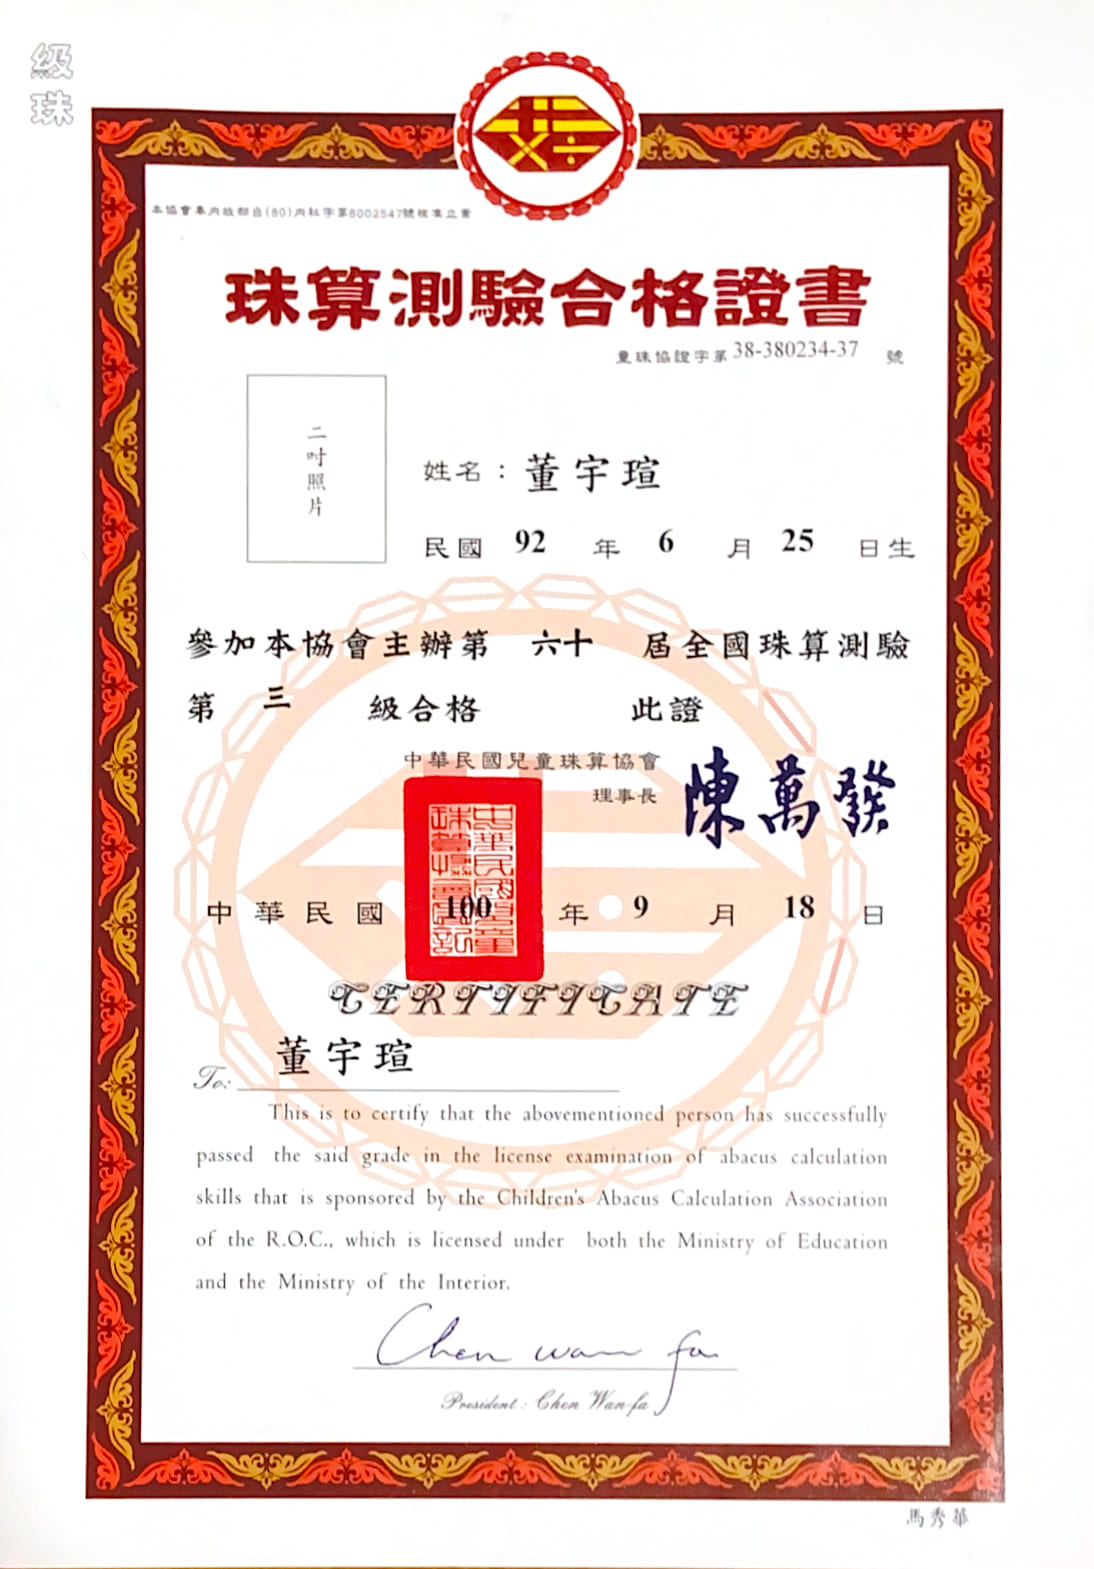 級
珠
本協會奉內政部台(80)內社字第8002547號核准立案
珠算測驗合格證書
童珠協證字第 38-380234-37 號
二吋照片
姓名：董宇瑄
民國 92 年 6 月 25 日生
參加本協會主辦第 六十 屆全國珠算測驗
第 三 級合格 此證
中華民國兒童珠算協會
理事長 陳萬發
中華民國兒童珠算協會圖記
中華民國 100 年 9 月 18 日
CERTIFICATE
To: 董宇瑄
This is to certify that the abovementioned person has successfully
passed the said grade in the license examination of abacus calculation
skills that is sponsored by the Children's Abacus Calculation Association
of the R.O.C., which is licensed under both the Ministry of Education
and the Ministry of the Interior.
Chen wan fa
President : Chen Wan-fa
馬秀華